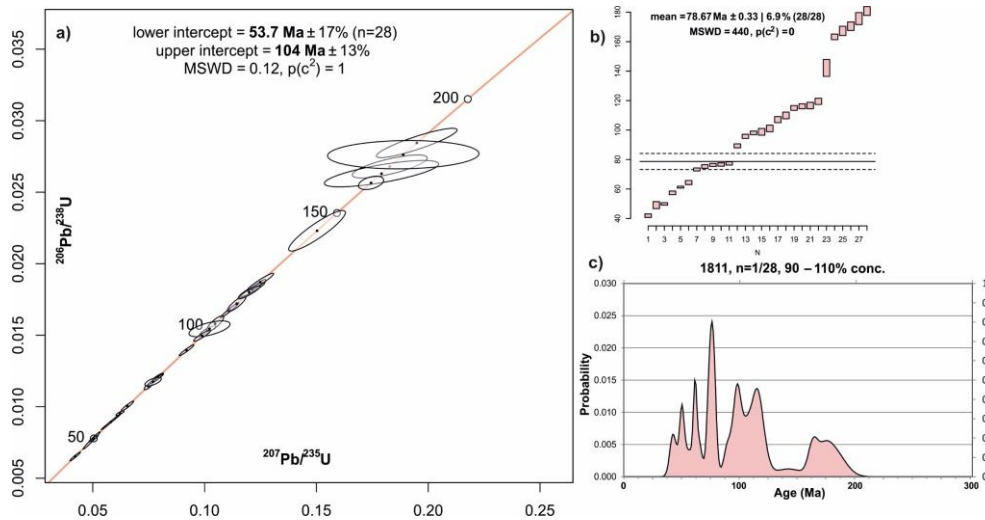 a)
lower intercept = 53.7 Ma ± 17% (n=28)
upper intercept = 104 Ma ± 13%
MSWD = 0.12, p(c²) = 1
²⁰⁶Pb/²³⁸U
0.035
0.030
0.025
0.020
0.015
0.010
0.005
200
150
100
50
²⁰⁷Pb/²³⁵U
0.05
0.10
0.15
0.20
0.25
b)
mean =78.67 Ma ± 0.33 | 6.9% (28/28)
MSWD = 440, p(c²) =0
180
160
140
120
100
80
60
40
1 3 5 7 9 11 13 15 17 19 21 23 25 27
N
c)
1811, n=1/28, 90 – 110% conc.
Probability
0.030
0.025
0.020
0.015
0.010
0.005
0.000
0 100 200 300
Age (Ma)